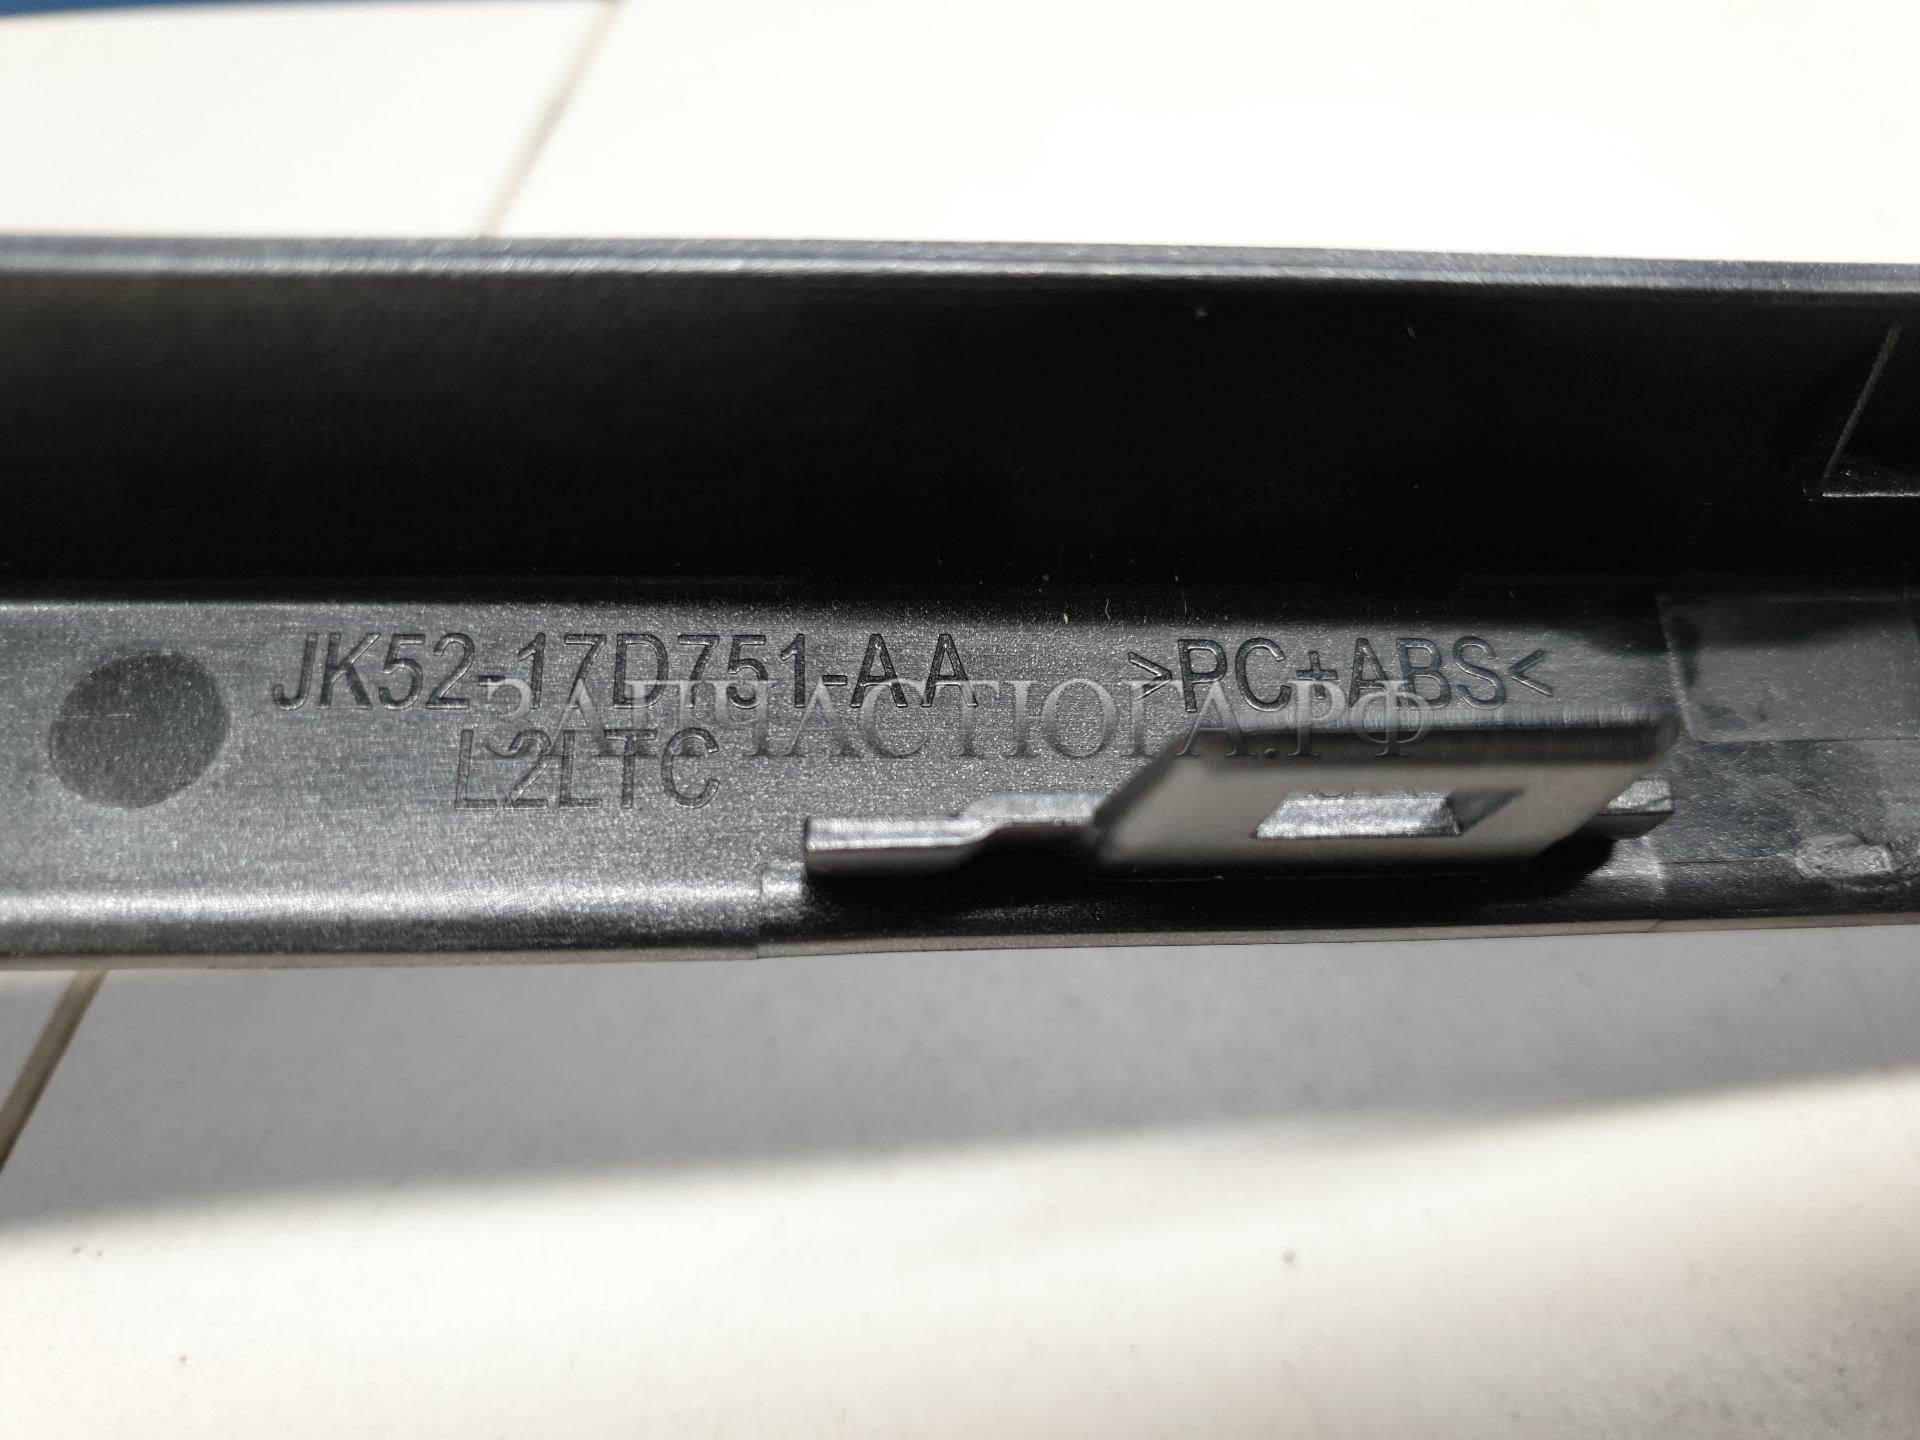 JK52-17D751-AA >PC+ABS<
ЗАПЧАСТЮГА.РФ
L2LTC